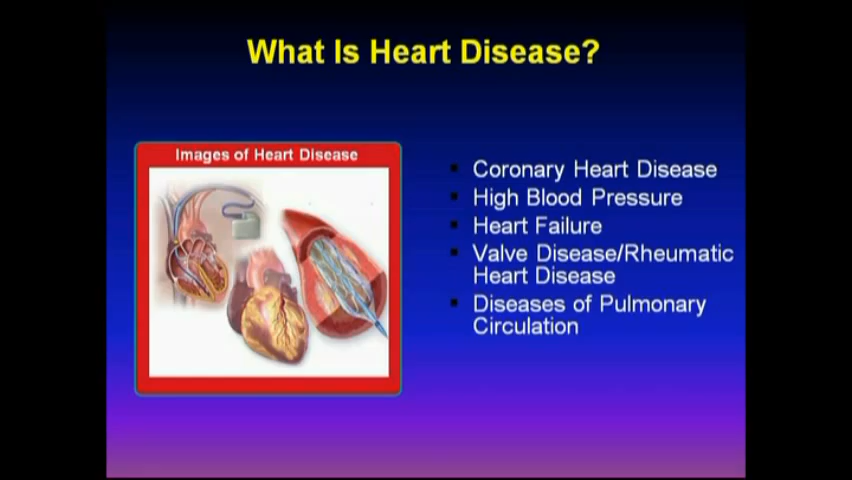 What Is Heart Disease?
Images of Heart Disease
Coronary Heart Disease
High Blood Pressure
Heart Failure
Valve Disease/Rheumatic
Heart Disease
Diseases of Pulmonary
Circulation